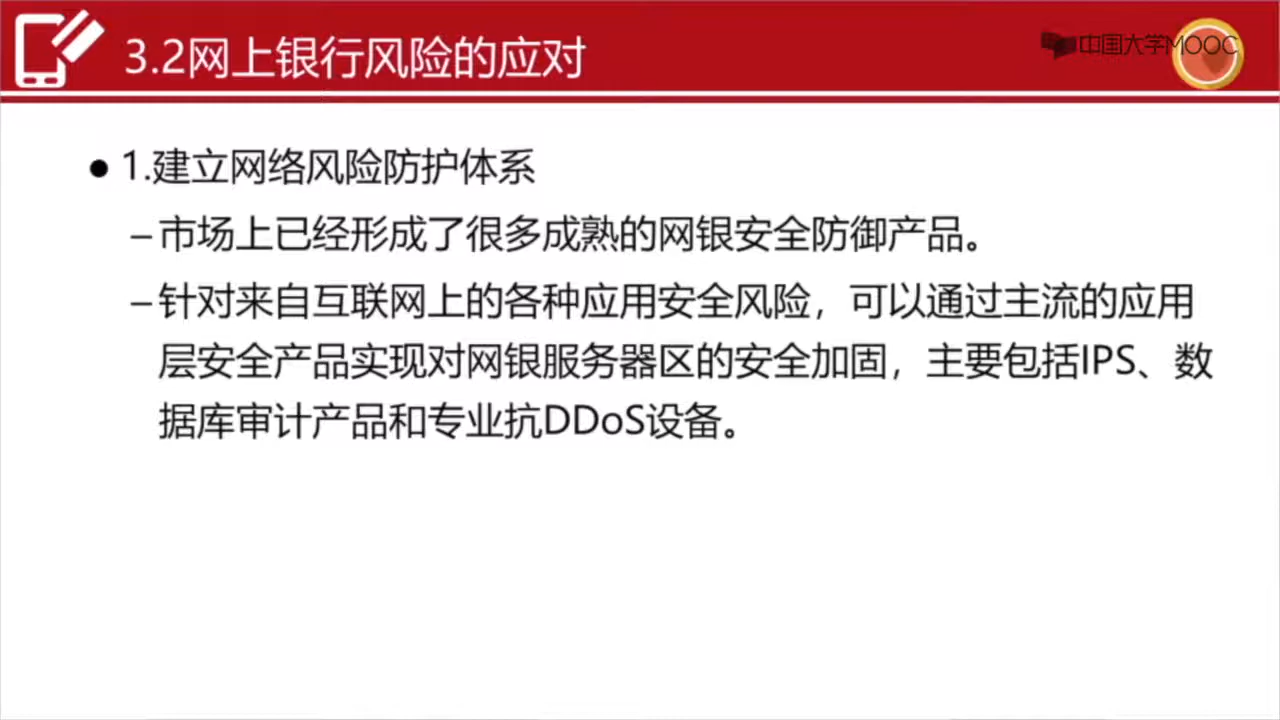 3.2网上银行风险的应对
中国大学MOOC
●1.建立网络风险防护体系
–市场上已经形成了很多成熟的网银安全防御产品。
–针对来自互联网上的各种应用安全风险，可以通过主流的应用
层安全产品实现对网银服务器区的安全加固，主要包括IPS、数
据库审计产品和专业抗DDoS设备。